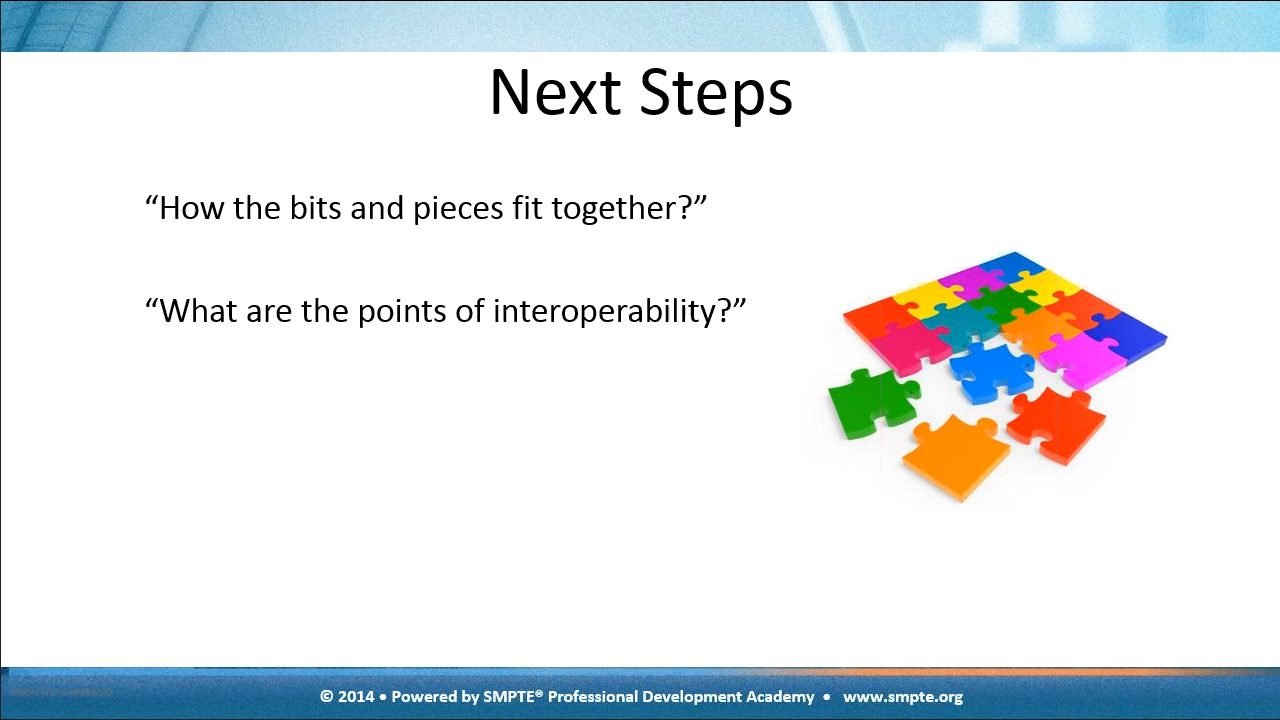 Next Steps
“How the bits and pieces fit together?”
“What are the points of interoperability?”
© 2014 • Powered by SMPTE® Professional Development Academy • www.smpte.org